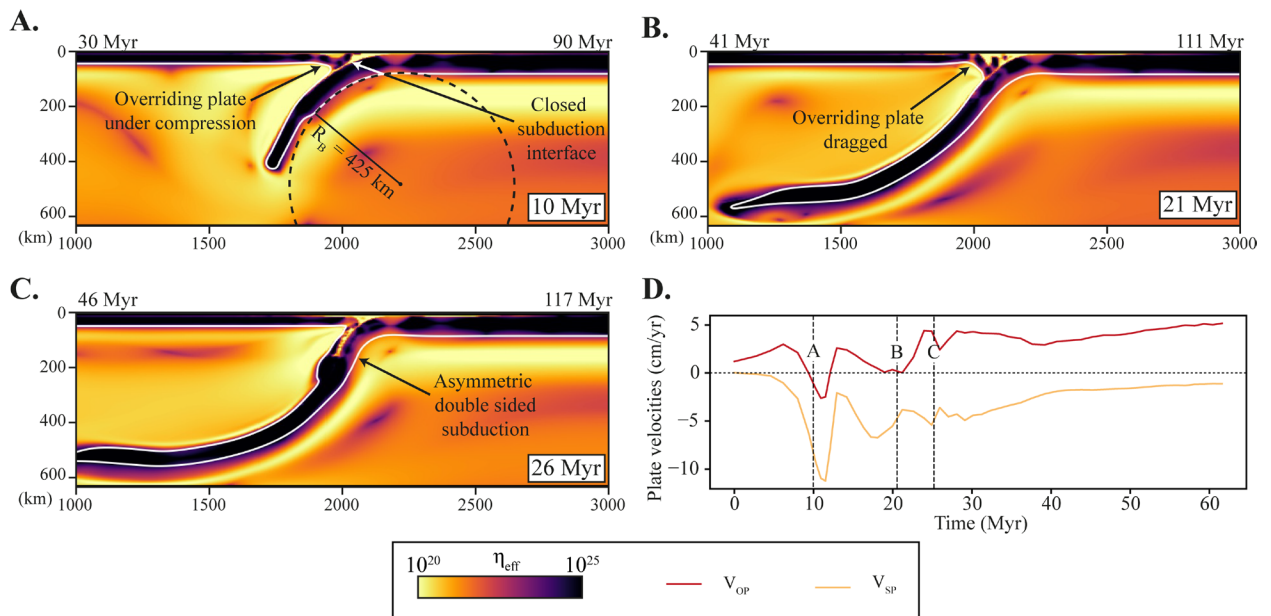 A.
30 Myr
90 Myr
0
200
400
600
(km)
Overriding plate
under compression
Closed
subduction
interface
R_B = 425 km
10 Myr
1000
1500
2000
2500
3000
B.
41 Myr
111 Myr
0
200
400
600
(km)
Overriding plate
dragged
21 Myr
1000
1500
2000
2500
3000
C.
46 Myr
117 Myr
0
200
400
600
(km)
Asymmetric
double sided
subduction
26 Myr
1000
1500
2000
2500
3000
D.
Plate velocities (cm/yr)
5
0
−5
−10
A
B
C
0
10
20
30
40
50
60
Time (Myr)
10²⁰ η_eff 10²⁵
V_OP
V_SP